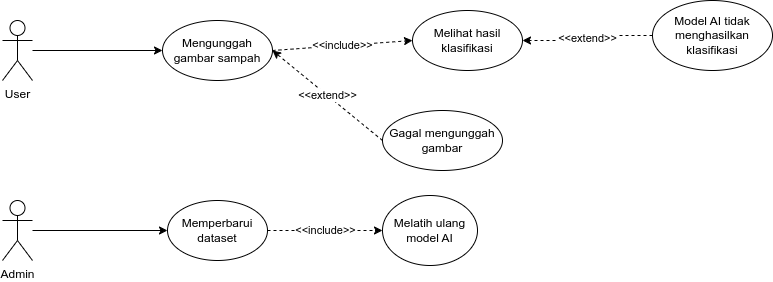 Mengunggah
gambar sampah
<<include>>
Melihat hasil
klasifikasi
<<extend>>
Model AI tidak
menghasilkan
klasifikasi
User
<<extend>>
Gagal mengunggah
gambar
Memperbarui
dataset
<<include>>
Melatih ulang
model AI
Admin